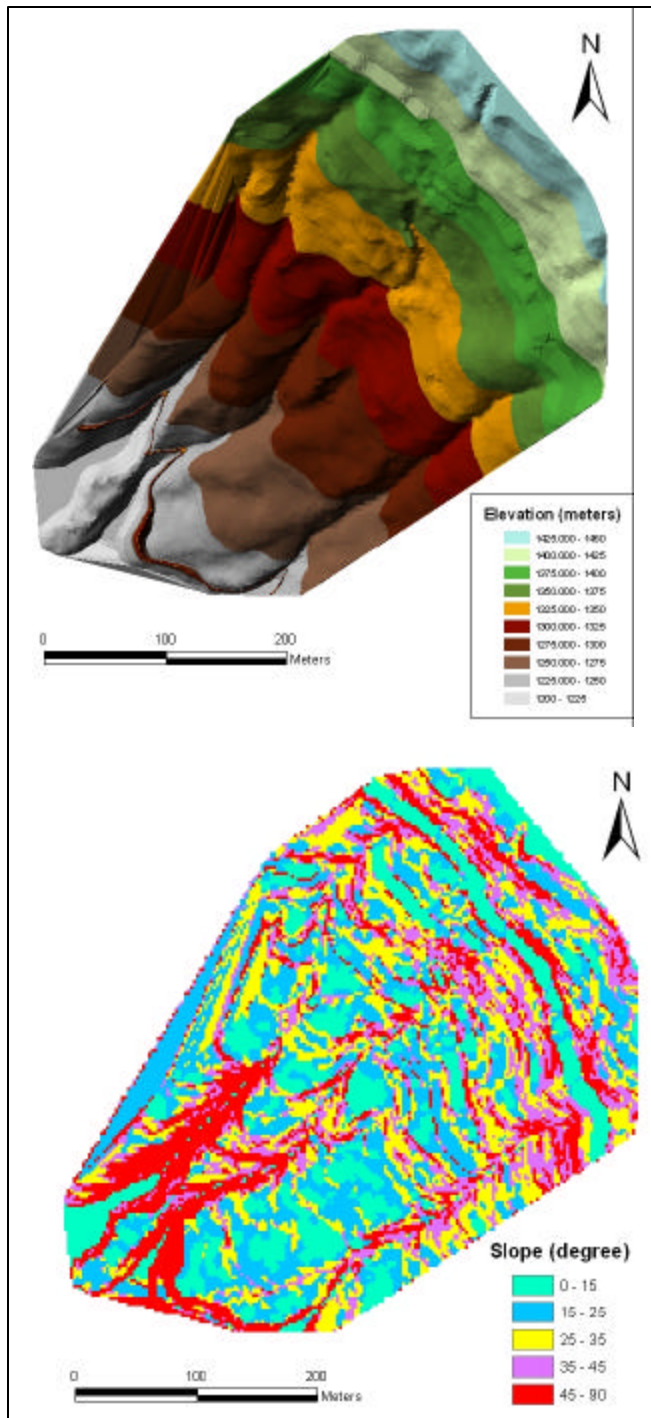 N
Elevation (meters)
1425.000 - 1450
1400.000 - 1425
1375.000 - 1400
1350.000 - 1375
1325.000 - 1350
1300.000 - 1325
1275.000 - 1300
1250.000 - 1275
1225.000 - 1250
1200 - 1225
0 100 200
Meters
N
Slope (degree)
0 - 15
15 - 25
25 - 35
35 - 45
45 - 90
0 100 200
Meters